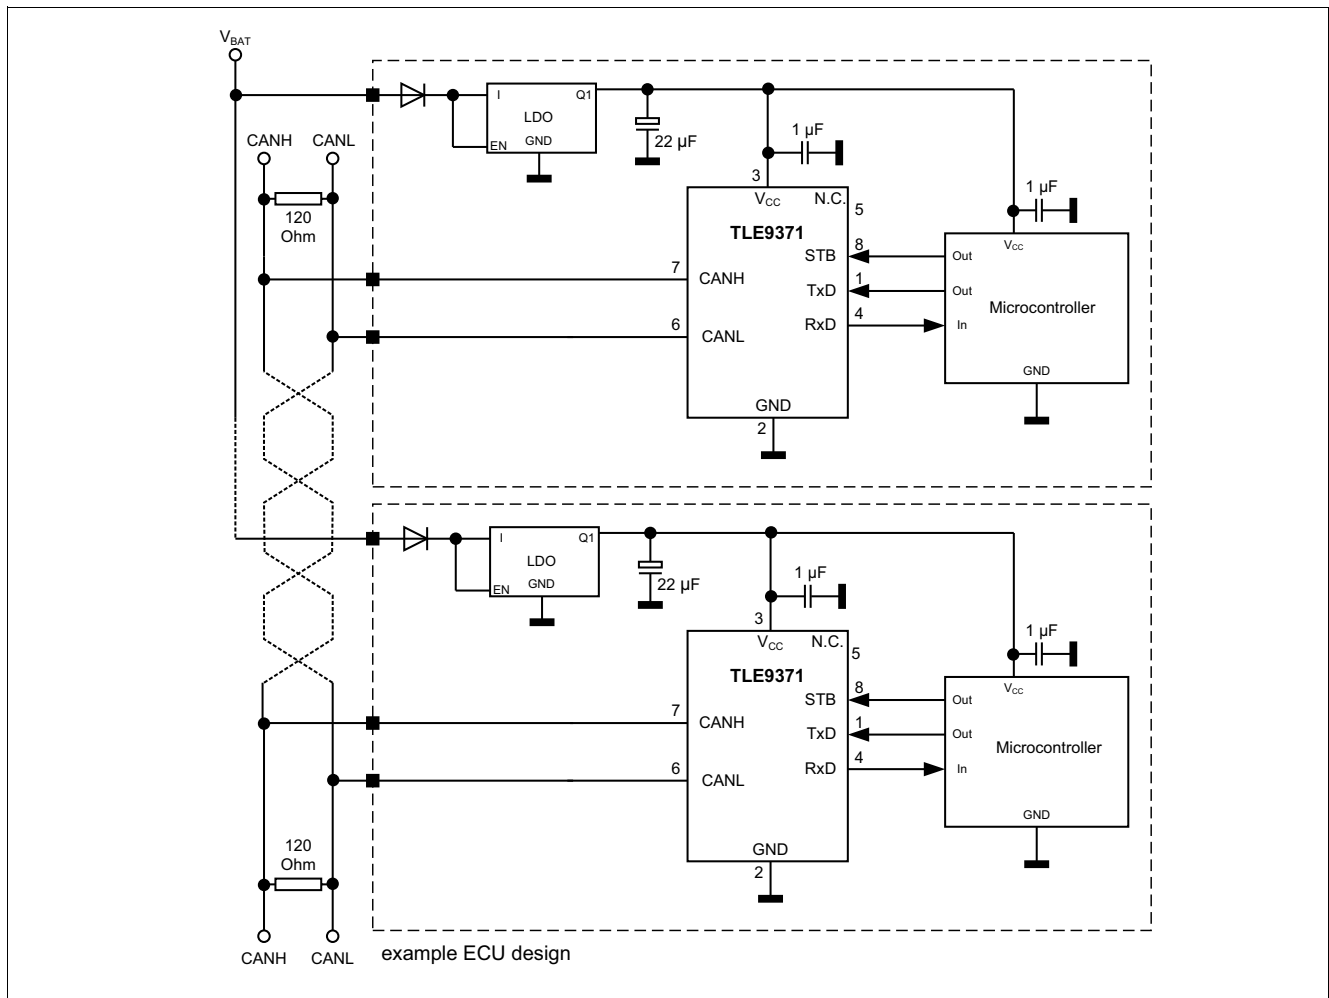 VBAT
CANH CANL
120
Ohm
I Q1
LDO
EN GND
22 µF
1 µF
3
VCC N.C.
5
TLE9371
STB 8
TxD 1
RxD 4
7 CANH
6 CANL
GND
2
1 µF
VCC
Out
Out
In
Microcontroller
GND
I Q1
LDO
EN GND
22 µF
1 µF
3
VCC N.C.
5
TLE9371
STB 8
TxD 1
RxD 4
7 CANH
6 CANL
GND
2
1 µF
VCC
Out
Out
In
Microcontroller
GND
120
Ohm
CANH CANL
example ECU design